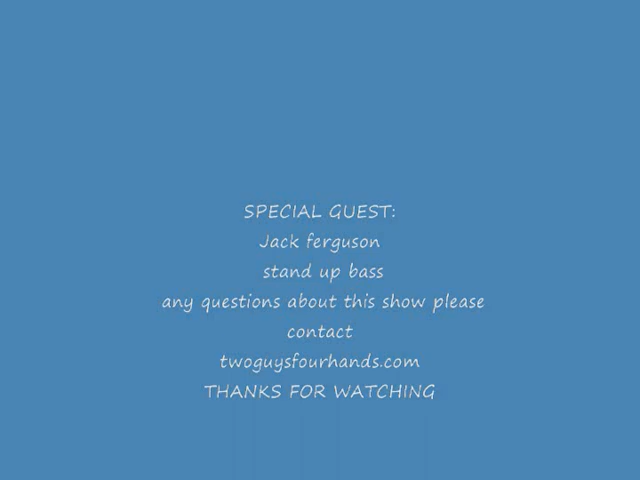 SPECIAL GUEST:
Jack ferguson
stand up bass
any questions about this show please
contact
twoguysfourhands.com
THANKS FOR WATCHING